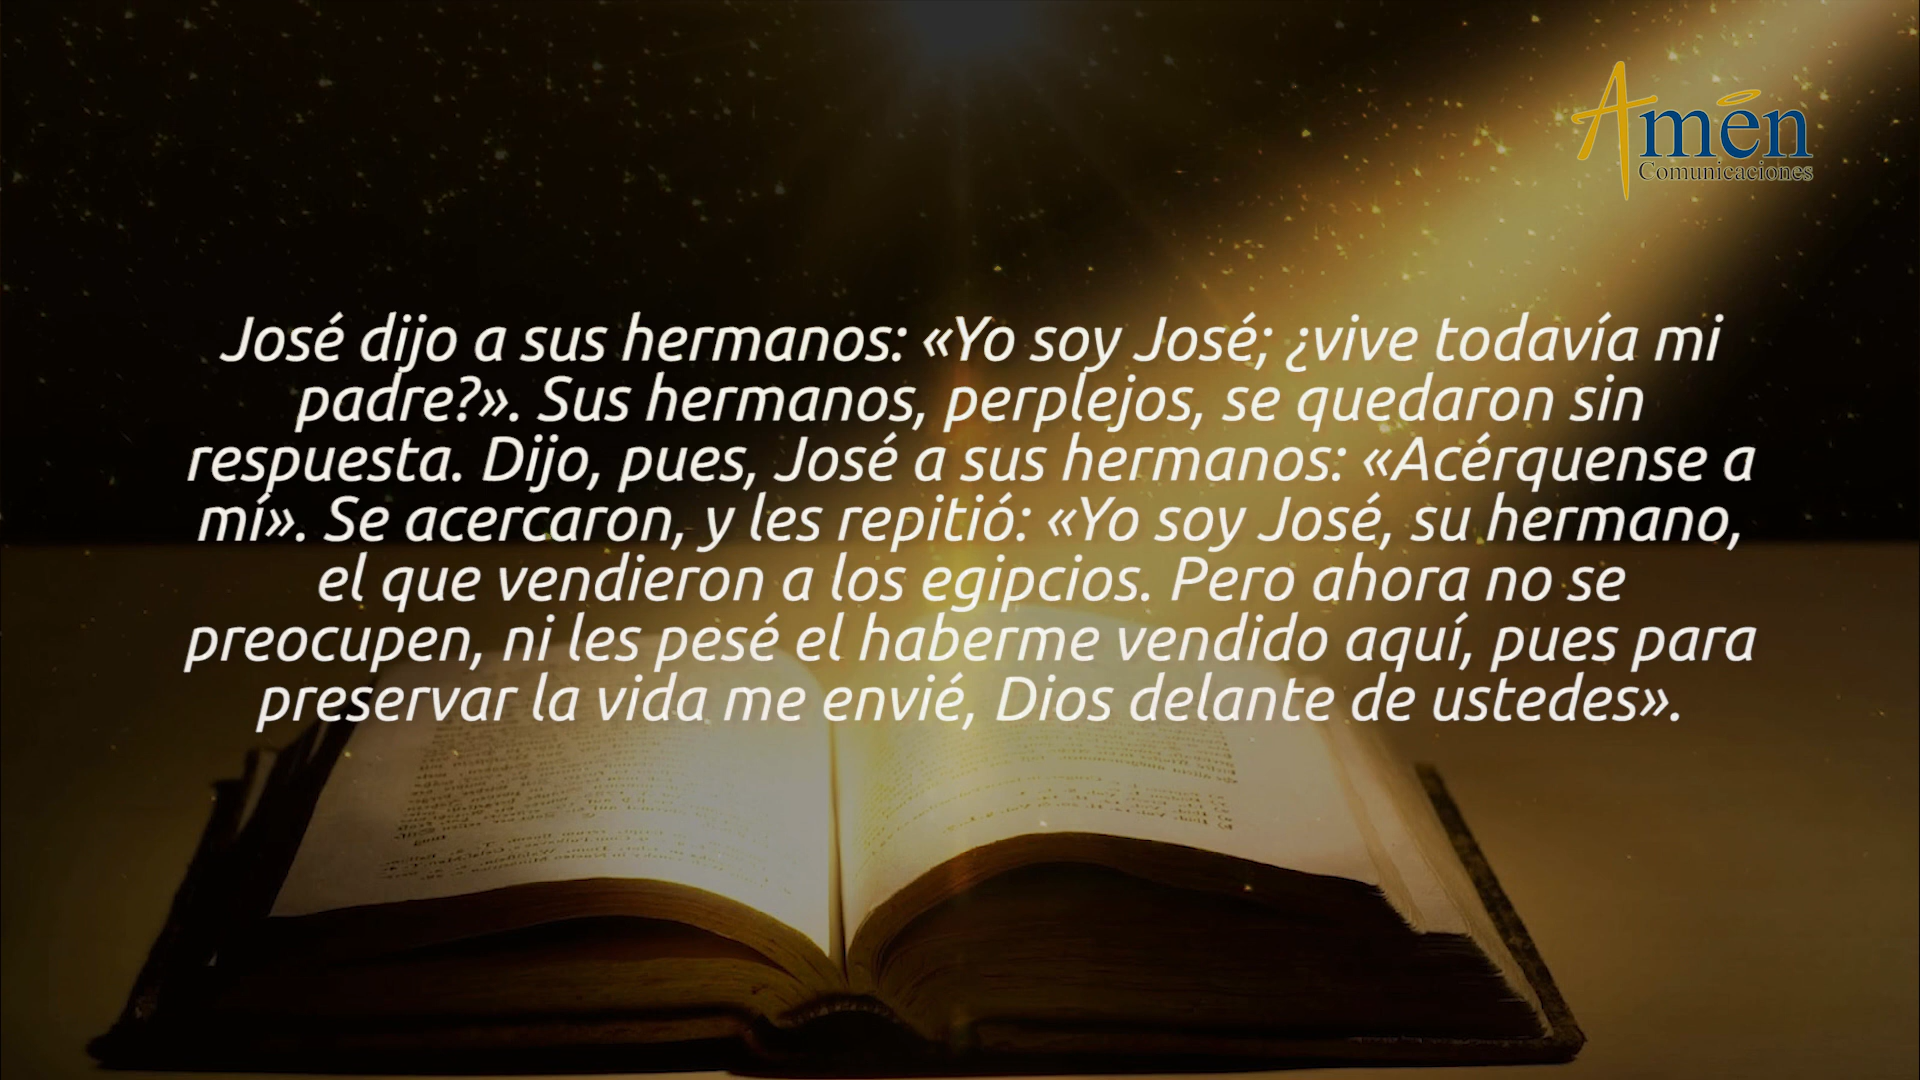 Amén
Comunicaciones
José dijo a sus hermanos: «Yo soy José; ¿vive todavía mi
padre?». Sus hermanos, perplejos, se quedaron sin
respuesta. Dijo, pues, José a sus hermanos: «Acérquense a
mí». Se acercaron, y les repitió: «Yo soy José, su hermano,
el que vendieron a los egipcios. Pero ahora no se
preocupen, ni les pesé el haberme vendido aquí, pues para
preservar la vida me envié, Dios delante de ustedes».